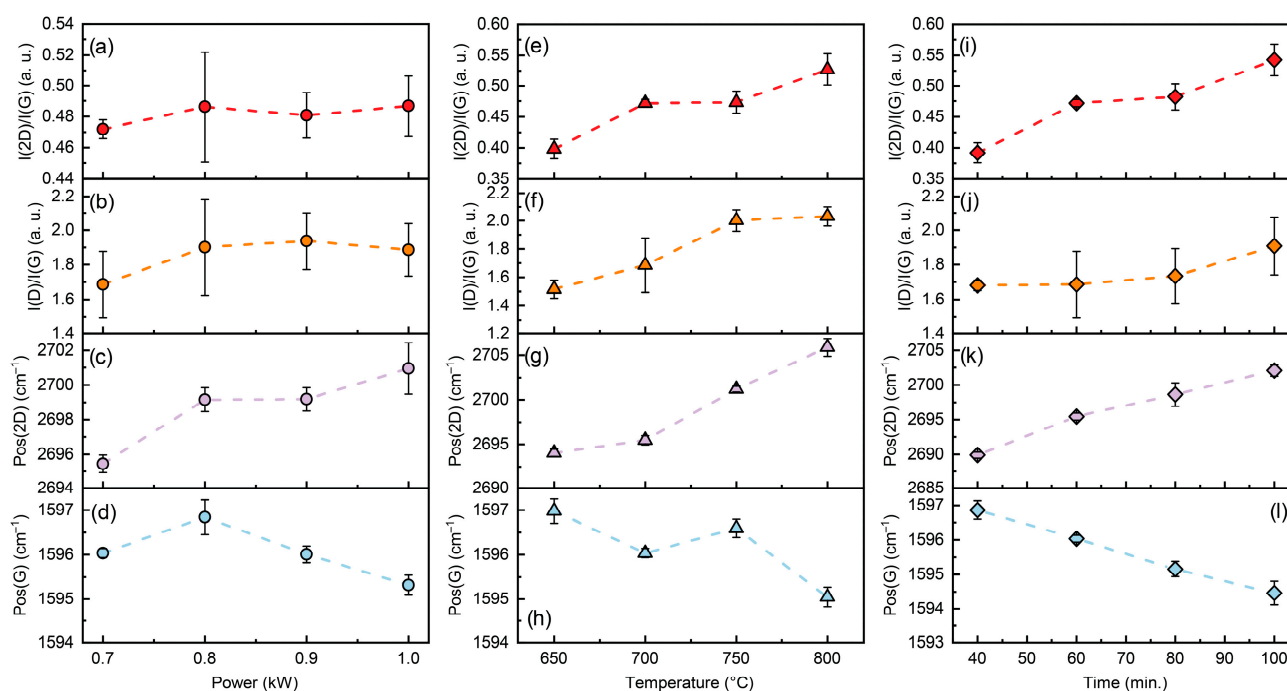 (a)
I(2D)/I(G) (a. u.)
0.54
0.52
0.50
0.48
0.46
0.44
(b)
I(D)/I(G) (a. u.)
2.2
2.0
1.8
1.6
1.4
(c)
Pos(2D) (cm⁻¹)
2702
2700
2698
2696
2694
(d)
Pos(G) (cm⁻¹)
1597
1596
1595
1594
0.7 0.8 0.9 1.0
Power (kW)
(e)
I(2D)/I(G) (a. u.)
0.60
0.55
0.50
0.45
0.40
0.35
(f)
I(D)/I(G) (a. u.)
2.2
2.0
1.8
1.6
1.4
1.2
(g)
Pos(2D) (cm⁻¹)
2705
2700
2695
2690
(h)
Pos(G) (cm⁻¹)
1597
1596
1595
1594
650 700 750 800
Temperature (°C)
(i)
I(2D)/I(G) (a. u.)
0.60
0.55
0.50
0.45
0.40
0.35
(j)
I(D)/I(G) (a. u.)
2.2
2.0
1.8
1.6
1.4
(k)
Pos(2D) (cm⁻¹)
2705
2700
2695
2690
2685
(l)
Pos(G) (cm⁻¹)
1597
1596
1595
1594
1593
40 50 60 70 80 90 100
Time (min.)